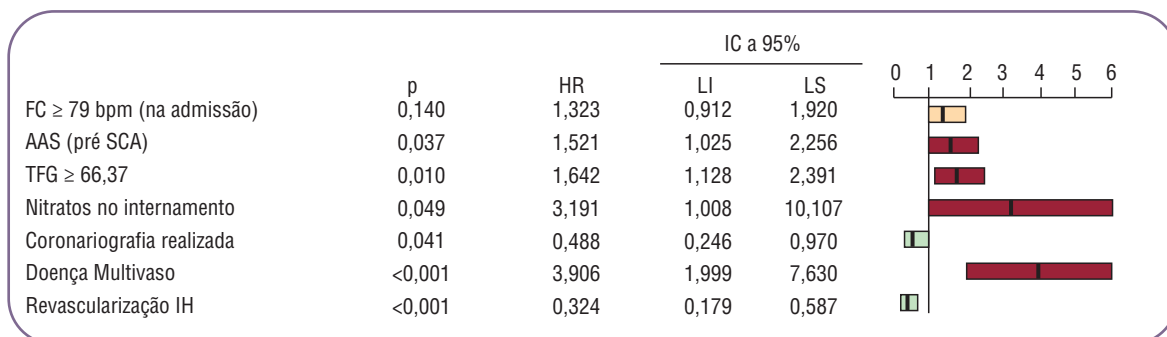 IC a 95%
p HR LI LS 0 1 2 3 4 5 6
FC ≥ 79 bpm (na admissão) 0,140 1,323 0,912 1,920
AAS (pré SCA) 0,037 1,521 1,025 2,256
TFG ≥ 66,37 0,010 1,642 1,128 2,391
Nitratos no internamento 0,049 3,191 1,008 10,107
Coronariografia realizada 0,041 0,488 0,246 0,970
Doença Multivaso <0,001 3,906 1,999 7,630
Revascularização IH <0,001 0,324 0,179 0,587